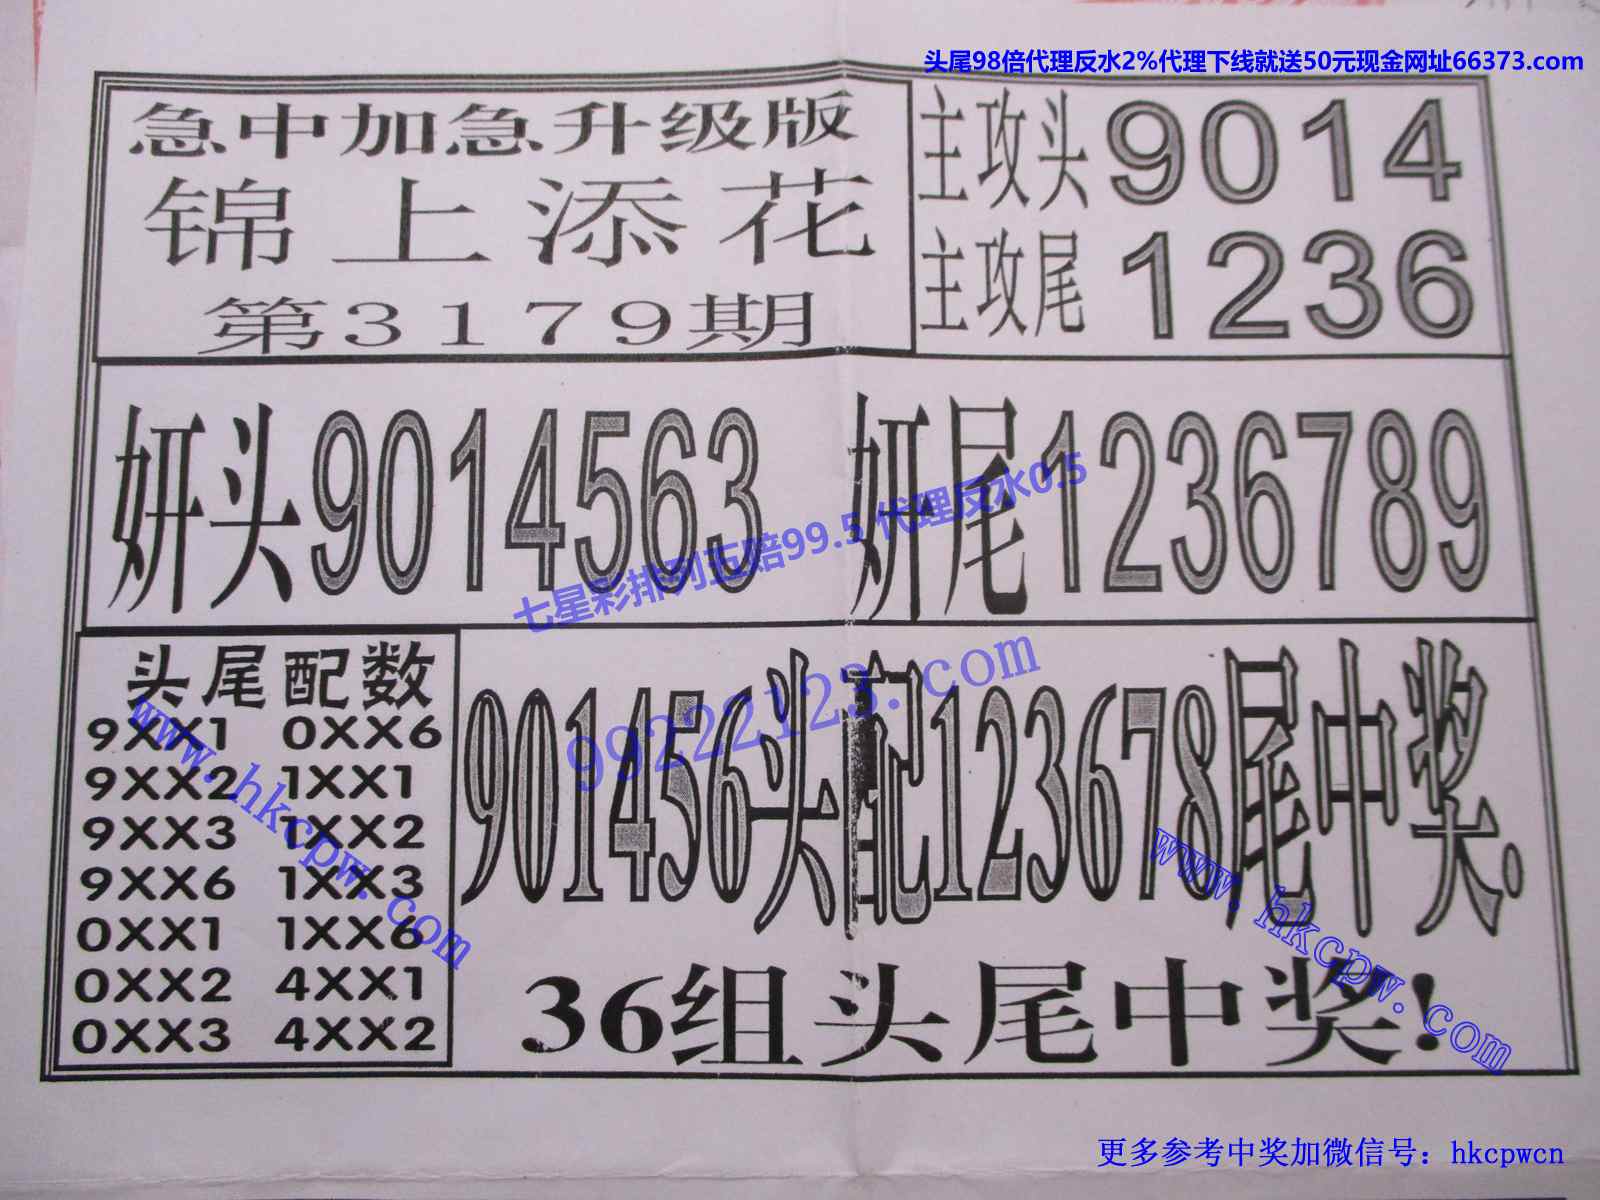 头尾98倍代理反水2%代理下线就送50元现金网址66373.com
急中加急升级版
锦上添花
第3179期
主攻头9014
主攻尾1236
妍头9014563
妍尾1236789
七星彩排列五赔99.5 代理反水0.5
99222123.com
头尾配数
9XX1 0XX6
9XX2 1XX1
9XX3 1XX2
9XX6 1XX3
0XX1 1XX6
0XX2 4XX1
0XX3 4XX2
www.hkcpw.com
901456头配123678尾中奖.
www.hkcpw.com
36组头尾中奖!
更多参考中奖加微信号：hkcpwcn